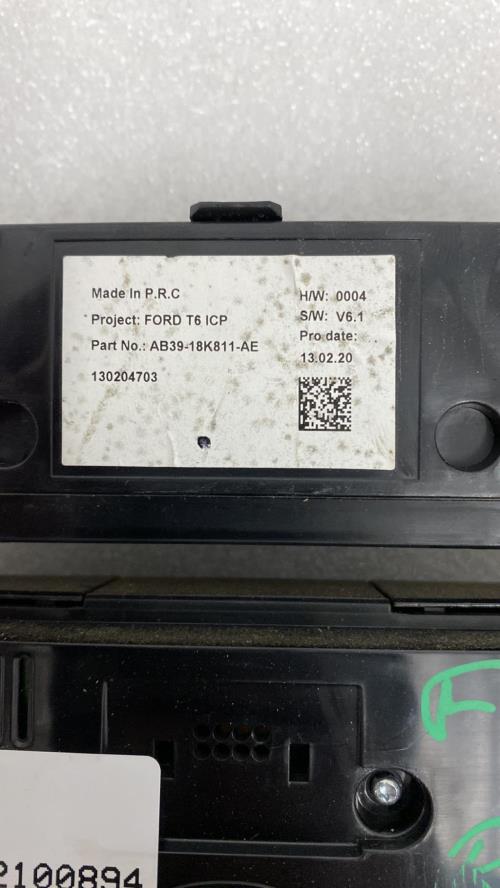 Made In P.R.C
Project: FORD T6 ICP
Part No.: AB39-18K811-AE
130204703
H/W: 0004
S/W: V6.1
Pro date:
13.02.20
2100894